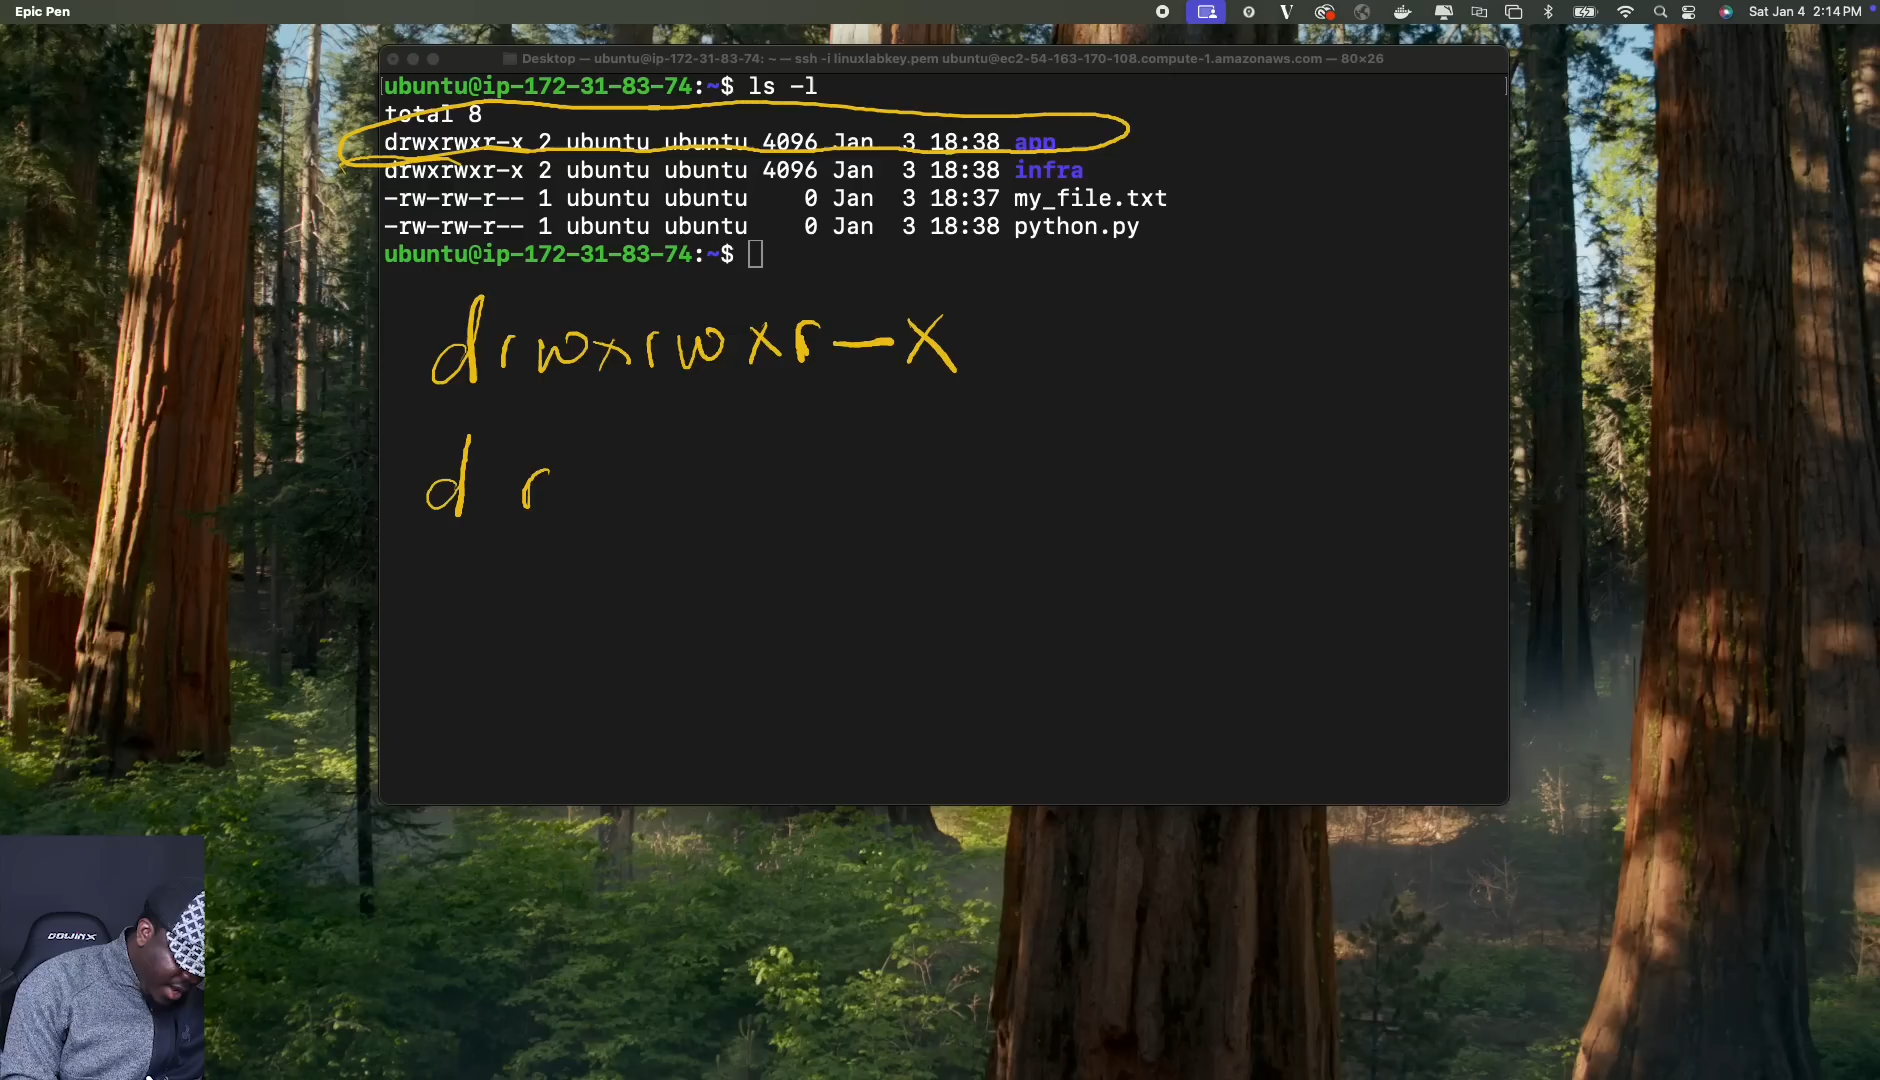 Epic Pen
Sat Jan 4 2:14 PM
Desktop — ubuntu@ip-172-31-83-74: ~ — ssh -i linuxlabkey.pem ubuntu@ec2-54-163-170-108.compute-1.amazonaws.com — 80×26
ubuntu@ip-172-31-83-74:~$ ls -l
total 8
drwxrwxr-x 2 ubuntu ubuntu 4096 Jan  3 18:38 app
drwxrwxr-x 2 ubuntu ubuntu 4096 Jan  3 18:38 infra
-rw-rw-r-- 1 ubuntu ubuntu    0 Jan  3 18:37 my_file.txt
-rw-rw-r-- 1 ubuntu ubuntu    0 Jan  3 18:38 python.py
ubuntu@ip-172-31-83-74:~$
drwxrwxr-x
d r
DOWINX